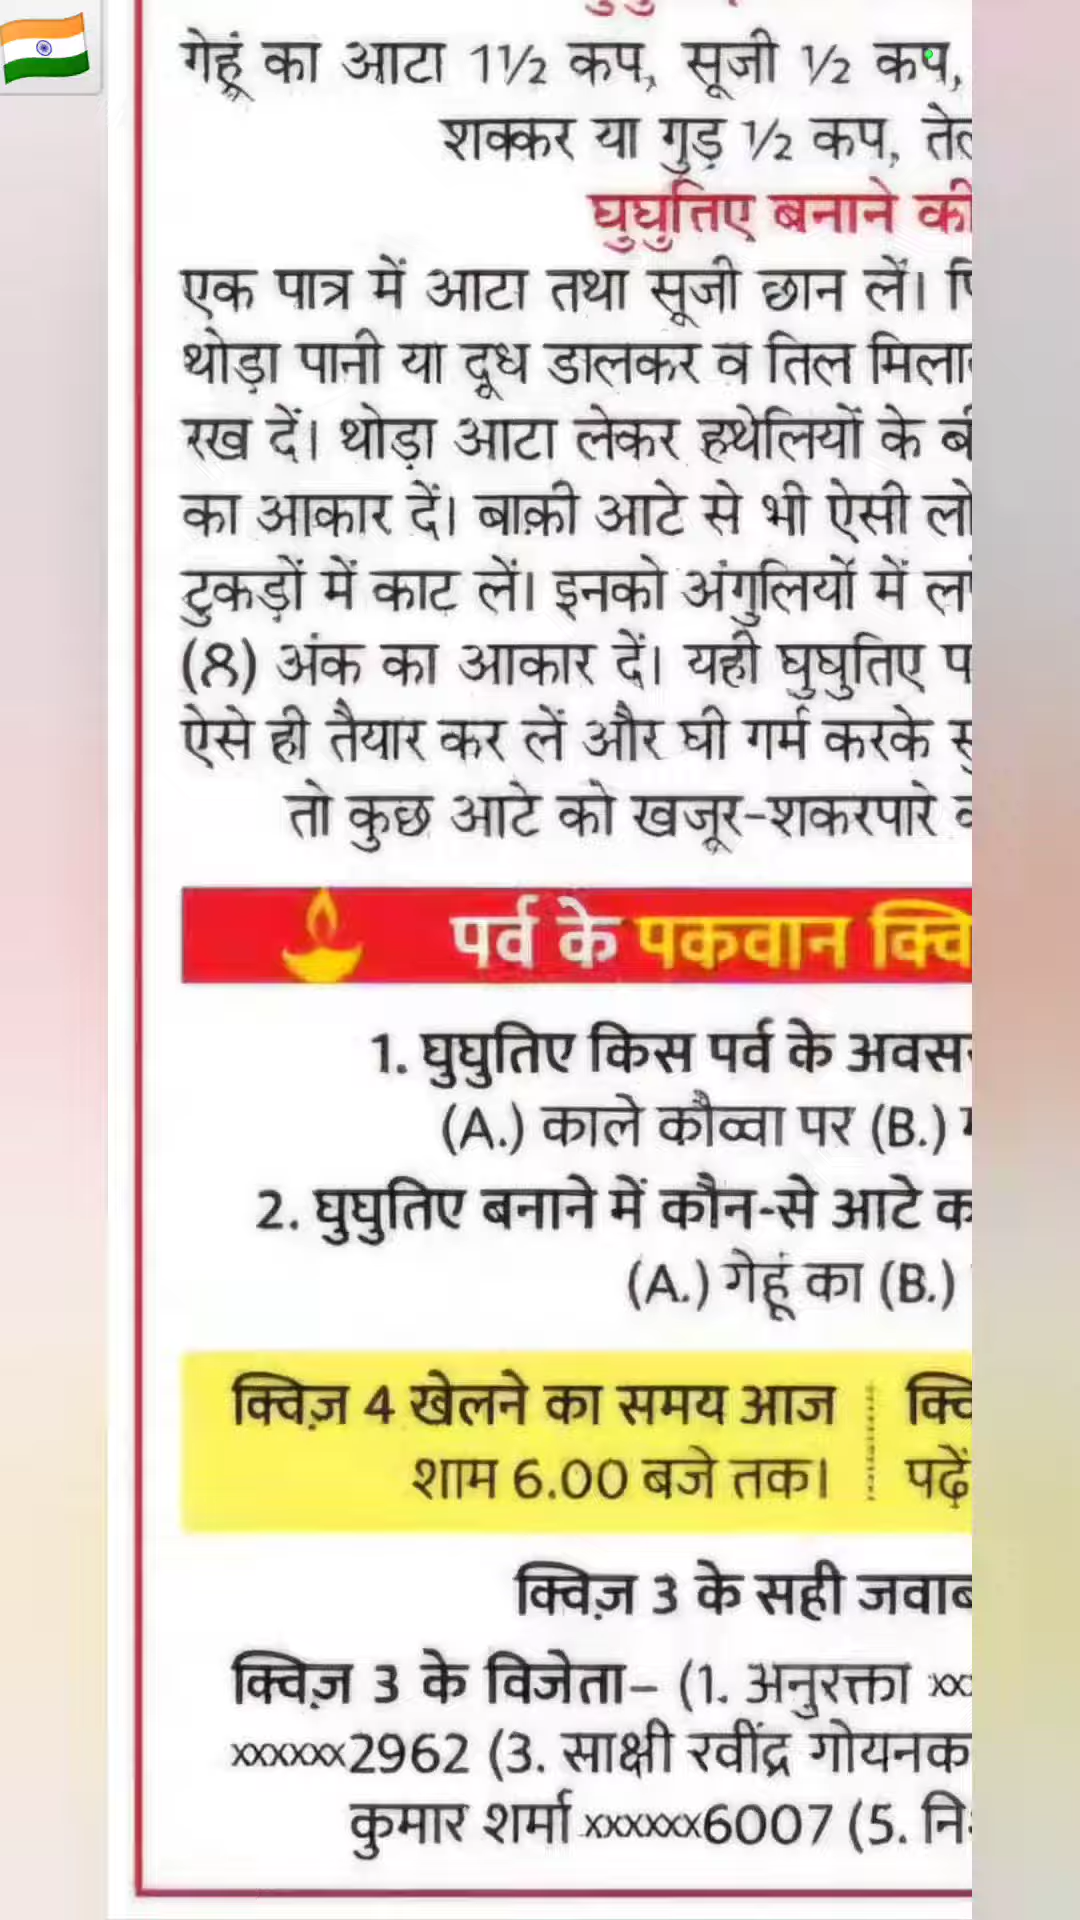 गेहूं का आटा 1½ कप, सूजी ½ कप,
शक्कर या गुड़ ½ कप,
घुघुतिए बनाने की
एक पात्र में आटा तथा सूजी छान लें।
थोड़ा पानी या दूध डालकर व तिल
रख दें। थोड़ा आटा लेकर हथेलियों के
का आकार दें। बाक़ी आटे से भी ऐसी
टुकड़ों में काट लें। इनको अंगुलियों में
(8) अंक का आकार दें। यही घुघुतिए
ऐसे ही तैयार कर लें और घी गर्म करके
तो कुछ आटे को खजूर-शकरपारे
पर्व के पकवान
1. घुघुतिए किस पर्व के
(A.) काले कौव्वा पर (B.)
2. घुघुतिए बनाने में कौन-से आटे
(A.) गेहूं का (B.)
क्विज़ 4 खेलने का समय आज
शाम 6.00 बजे तक।
पढ़ें
क्विज़ 3 के सही जवाब
क्विज़ 3 के विजेता– (1. अनुरक्ता xx
xxxxxx2962 (3. साक्षी रवींद्र गोयनका
कुमार शर्मा xxxxxx6007 (5.